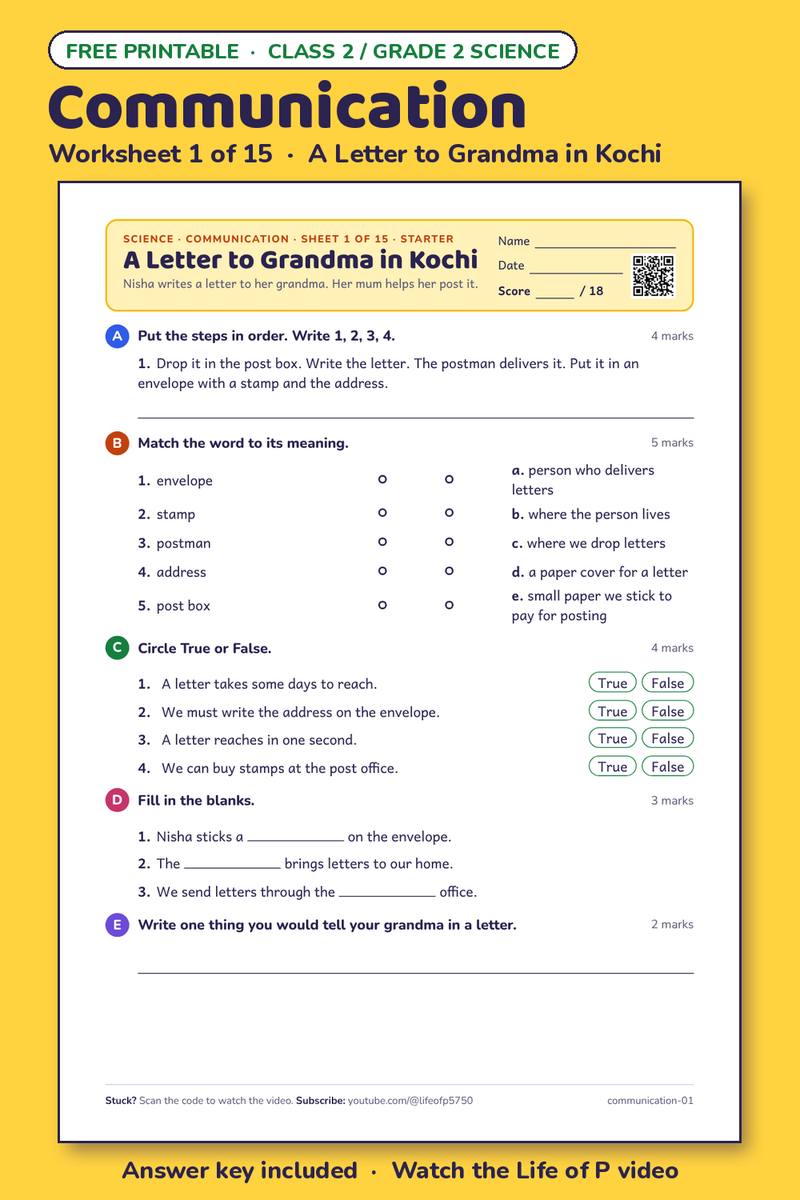 FREE PRINTABLE · CLASS 2 / GRADE 2 SCIENCE
Communication
Worksheet 1 of 15 · A Letter to Grandma in Kochi
SCIENCE · COMMUNICATION · SHEET 1 OF 15 · STARTER
A Letter to Grandma in Kochi
Nisha writes a letter to her grandma. Her mum helps her post it.
Name
Date
Score / 18
A Put the steps in order. Write 1, 2, 3, 4. 4 marks
1. Drop it in the post box. Write the letter. The postman delivers it. Put it in an
envelope with a stamp and the address.
B Match the word to its meaning. 5 marks
1. envelope a. person who delivers
letters
2. stamp b. where the person lives
3. postman c. where we drop letters
4. address d. a paper cover for a letter
5. post box e. small paper we stick to
pay for posting
C Circle True or False. 4 marks
1. A letter takes some days to reach. True False
2. We must write the address on the envelope. True False
3. A letter reaches in one second. True False
4. We can buy stamps at the post office. True False
D Fill in the blanks. 3 marks
1. Nisha sticks a ____________ on the envelope.
2. The ____________ brings letters to our home.
3. We send letters through the ____________ office.
E Write one thing you would tell your grandma in a letter. 2 marks
Stuck? Scan the code to watch the video. Subscribe: youtube.com/@lifeofp5750 communication-01
Answer key included · Watch the Life of P video